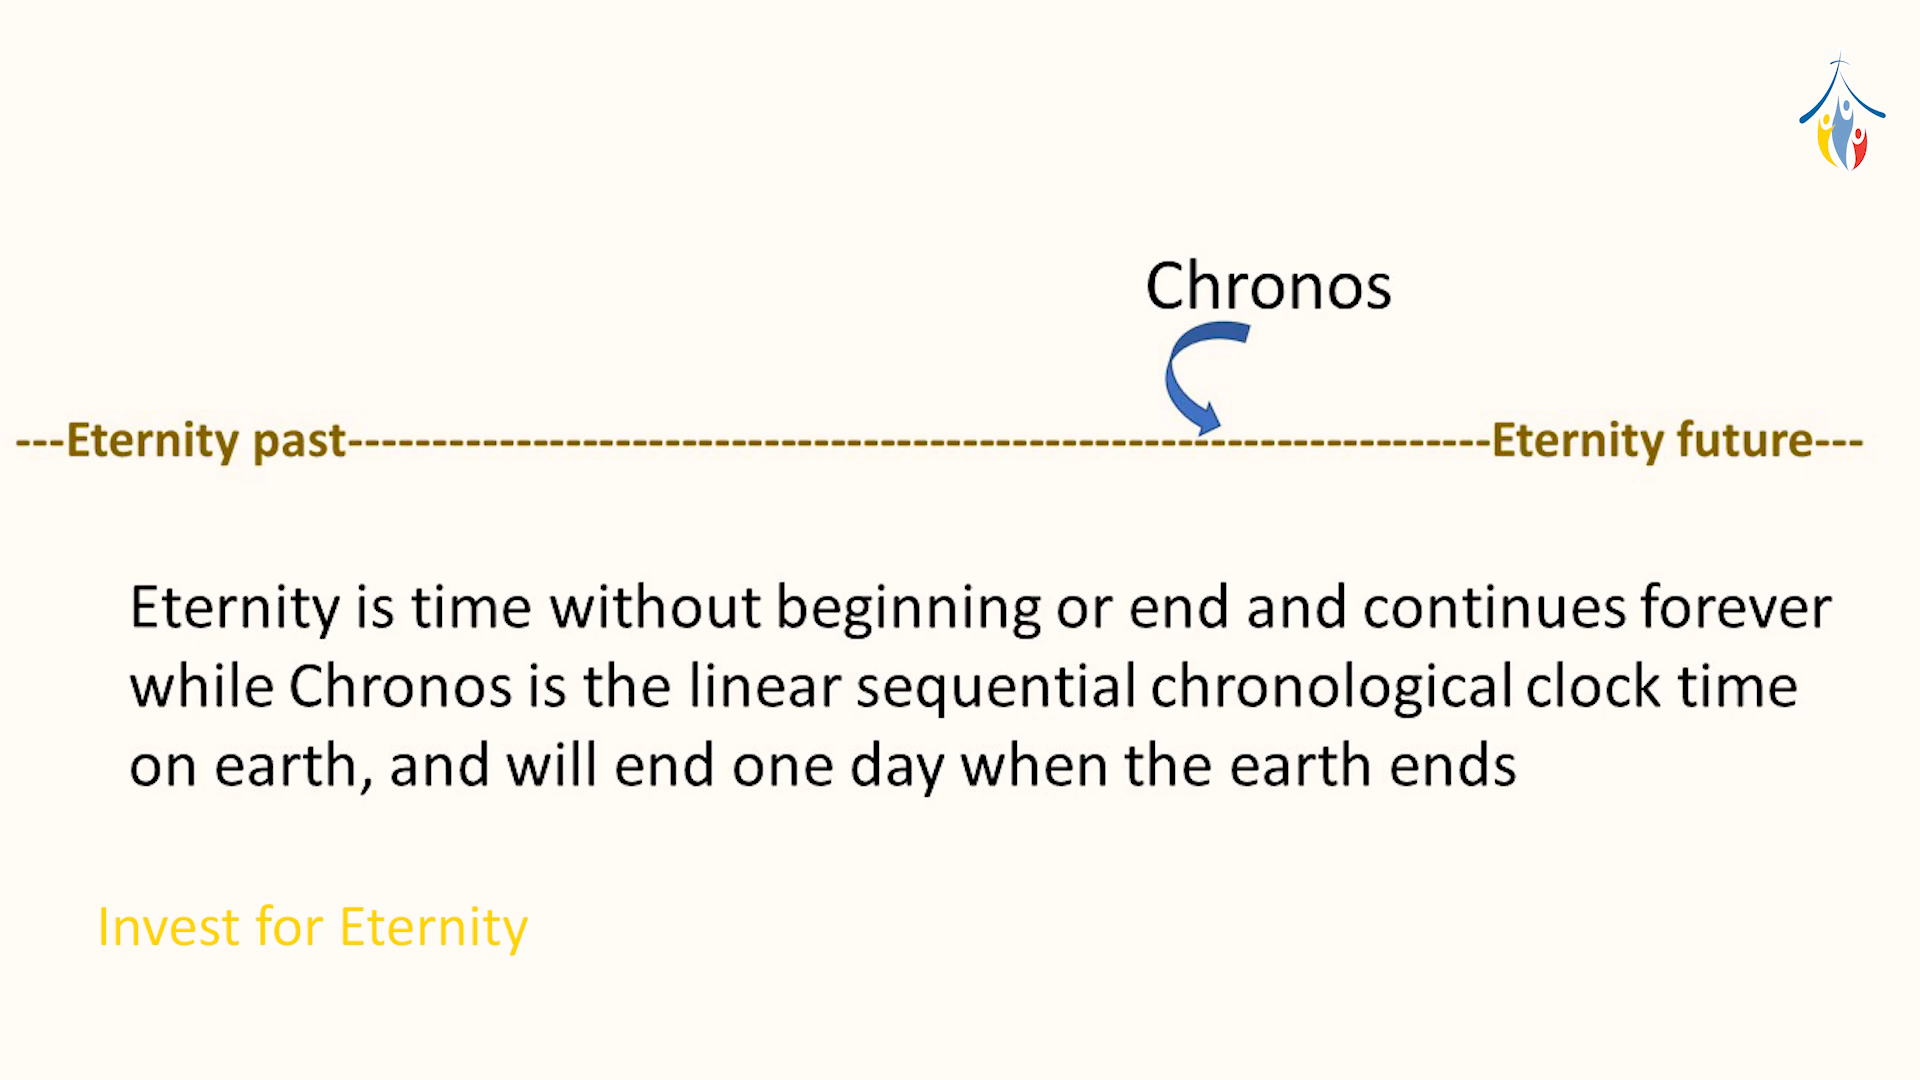 Chronos
---Eternity past---------------------------------------------------------------------Eternity future---
Eternity is time without beginning or end and continues forever
while Chronos is the linear sequential chronological clock time
on earth, and will end one day when the earth ends
Invest for Eternity